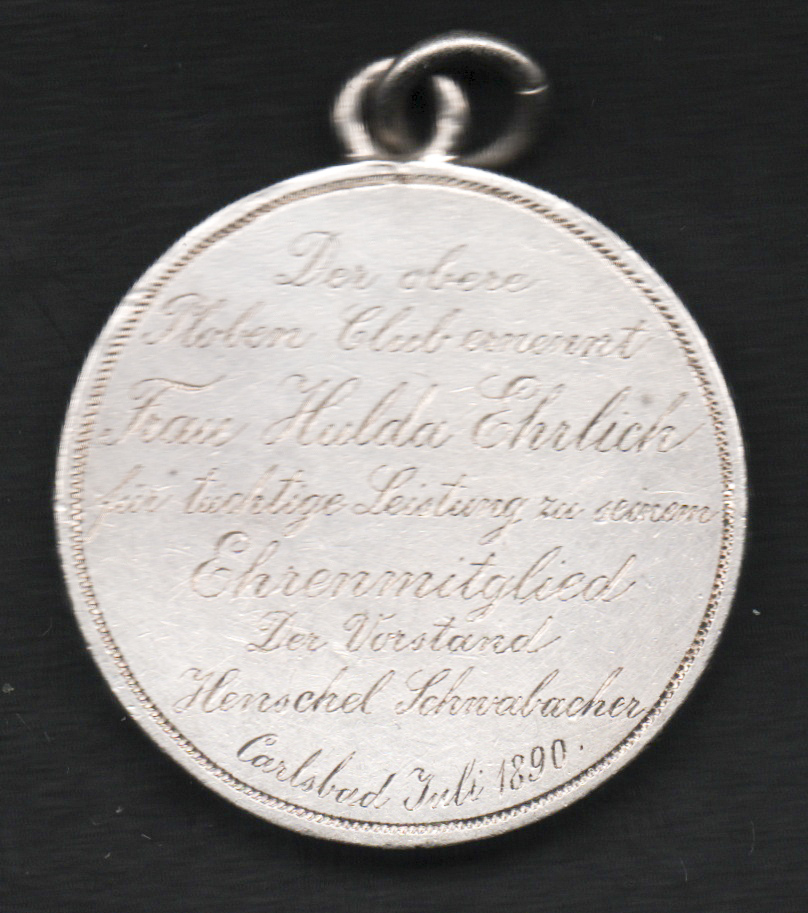 Der obere
Kloben Club ernennt
Frau Hulda Ehrlich
für tüchtige Leistung zu seinem
Ehrenmitglied
Der Vorstand
Henschel Schwabacher
Carlsbad Juli 1890.